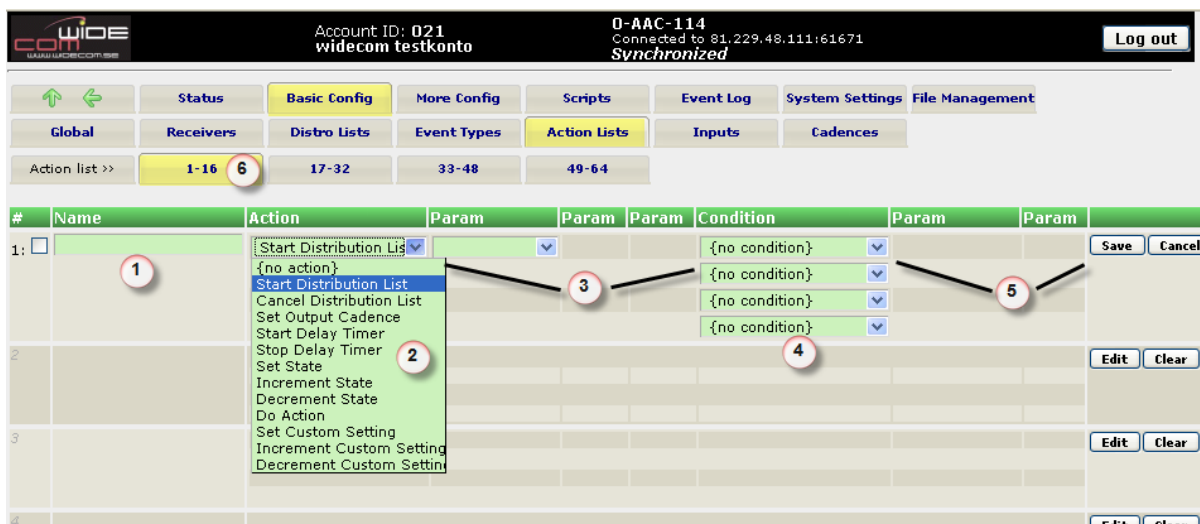 wide
com
www.widecom.se
Account ID: 021
widecom testkonto
0-AAC-114
Connected to 81.229.48.111:61671
Synchronized
Log out
Status Basic Config More Config Scripts Event Log System Settings File Management
Global Receivers Distro Lists Event Types Action Lists Inputs Cadences
Action list >> 1-16 6 17-32 33-48 49-64
# Name Action Param Param Param Condition Param Param
1: Start Distribution Lis {no condition} Save Cancel
{no action}
Start Distribution List
Cancel Distribution List
Set Output Cadence
Start Delay Timer
Stop Delay Timer
Set State
Increment State
Decrement State
Do Action
Set Custom Setting
Increment Custom Setting
Decrement Custom Settin
{no condition}
{no condition}
{no condition}
1
2
3
4
5
2 Edit Clear
3 Edit Clear
4 Edit Clear